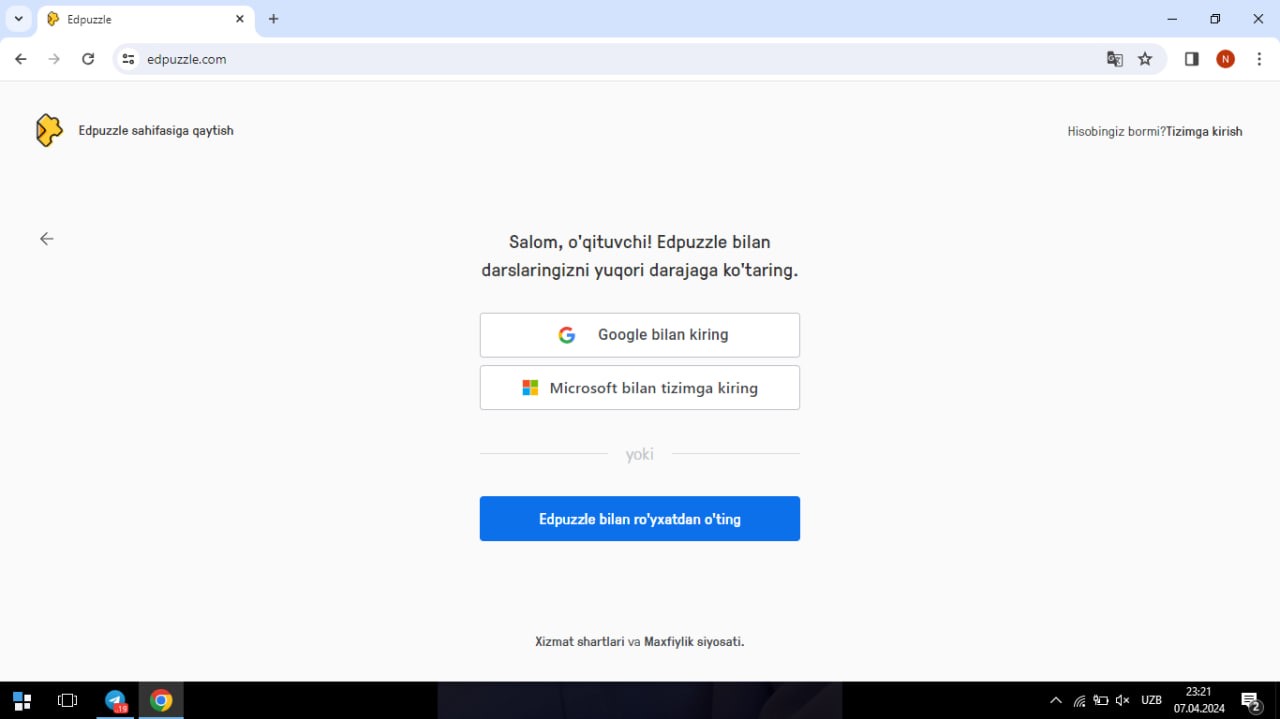 Edpuzzle
edpuzzle.com
N
Edpuzzle sahifasiga qaytish
Hisobingiz bormi?Tizimga kirish
Salom, o'qituvchi! Edpuzzle bilan
darslaringizni yuqori darajaga ko'taring.
Google bilan kiring
Microsoft bilan tizimga kiring
yoki
Edpuzzle bilan ro'yxatdan o'ting
Xizmat shartlari va Maxfiylik siyosati.
UZB
23:21
07.04.2024
2